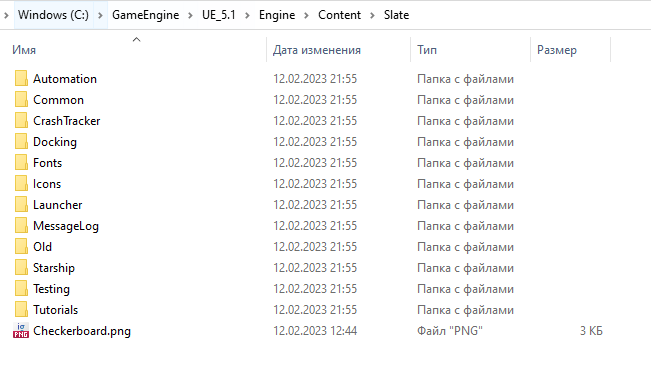 Windows (C:) GameEngine UE_5.1 Engine Content Slate
Имя Дата изменения Тип Размер
Automation 12.02.2023 21:55 Папка с файлами
Common 12.02.2023 21:55 Папка с файлами
CrashTracker 12.02.2023 21:55 Папка с файлами
Docking 12.02.2023 21:55 Папка с файлами
Fonts 12.02.2023 21:55 Папка с файлами
Icons 12.02.2023 21:55 Папка с файлами
Launcher 12.02.2023 21:55 Папка с файлами
MessageLog 12.02.2023 21:55 Папка с файлами
Old 12.02.2023 21:55 Папка с файлами
Starship 12.02.2023 21:55 Папка с файлами
Testing 12.02.2023 21:55 Папка с файлами
Tutorials 12.02.2023 21:55 Папка с файлами
Checkerboard.png 12.02.2023 12:44 Файл "PNG" 3 КБ